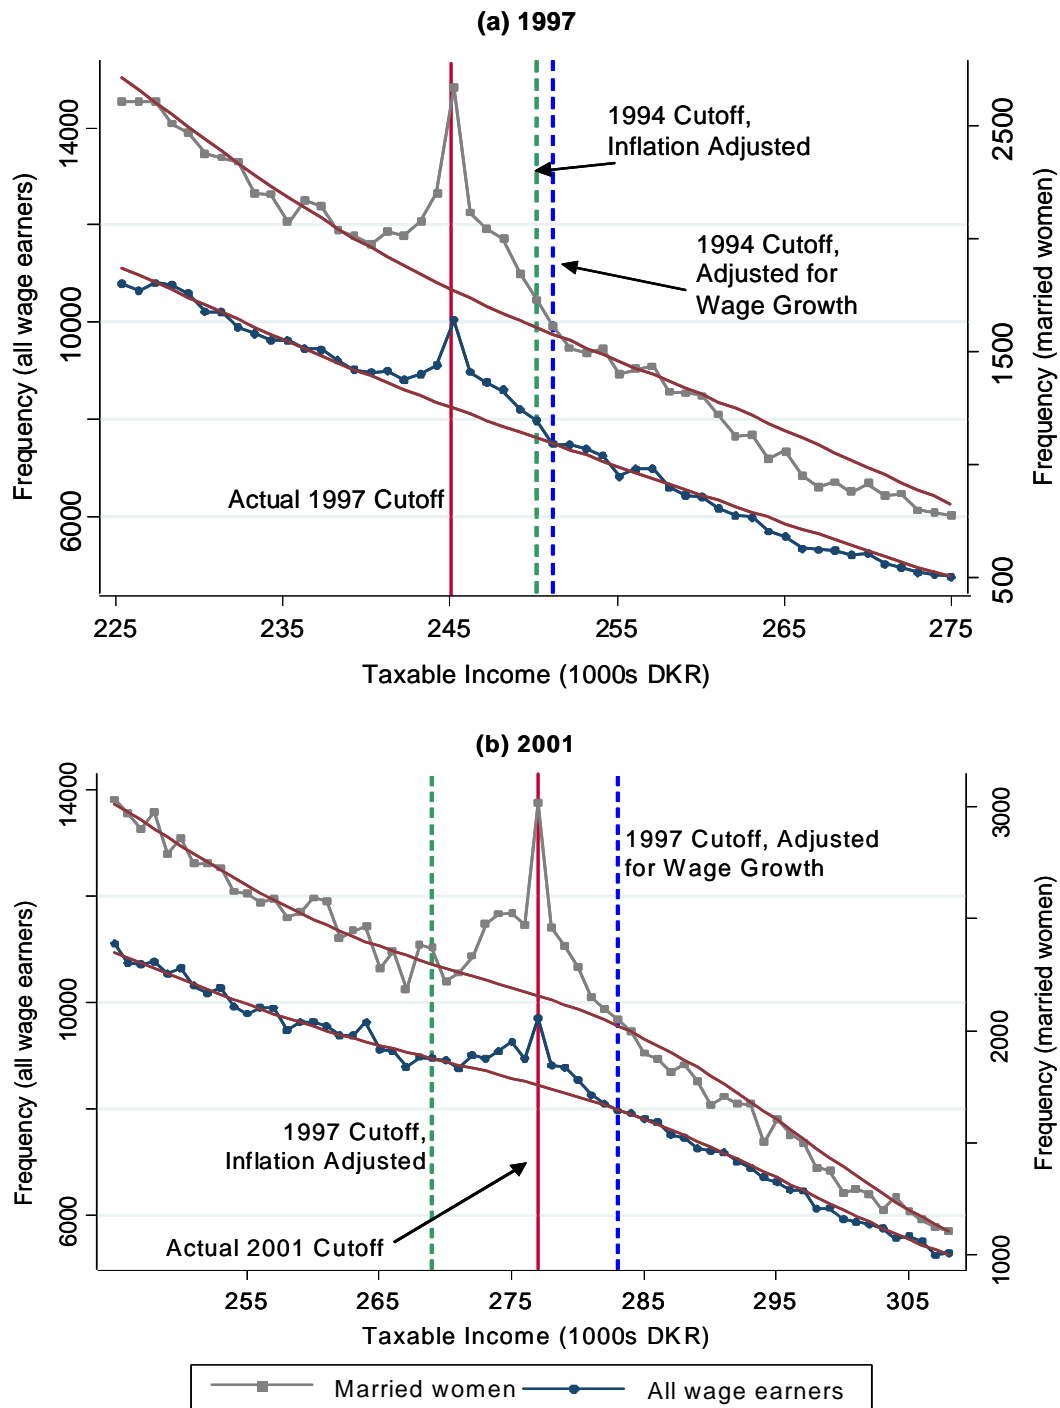 (a) 1997
14000
10000
6000
Frequency (all wage earners)
2500
1500
500
Frequency (married women)
1994 Cutoff,
Inflation Adjusted
1994 Cutoff,
Adjusted for
Wage Growth
Actual 1997 Cutoff
225 235 245 255 265 275
Taxable Income (1000s DKR)
(b) 2001
14000
10000
6000
Frequency (all wage earners)
3000
2000
1000
Frequency (married women)
1997 Cutoff, Adjusted
for Wage Growth
1997 Cutoff,
Inflation Adjusted
Actual 2001 Cutoff
255 265 275 285 295 305
Taxable Income (1000s DKR)
Married women All wage earners